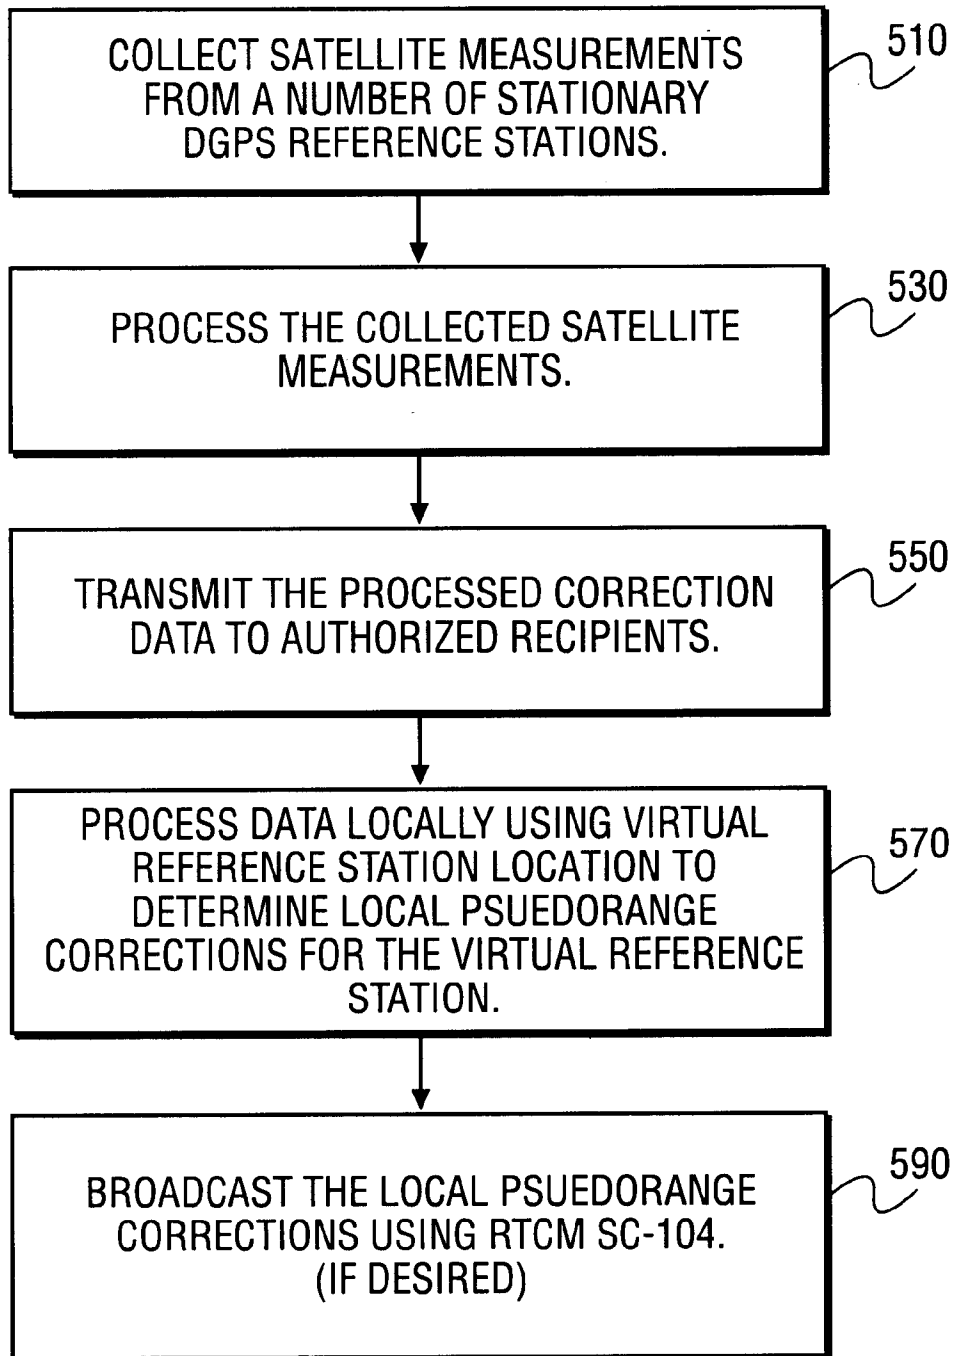 COLLECT SATELLITE MEASUREMENTS
FROM A NUMBER OF STATIONARY
DGPS REFERENCE STATIONS.
510
PROCESS THE COLLECTED SATELLITE
MEASUREMENTS.
530
TRANSMIT THE PROCESSED CORRECTION
DATA TO AUTHORIZED RECIPIENTS.
550
PROCESS DATA LOCALLY USING VIRTUAL
REFERENCE STATION LOCATION TO
DETERMINE LOCAL PSUEDORANGE
CORRECTIONS FOR THE VIRTUAL REFERENCE
STATION.
570
BROADCAST THE LOCAL PSUEDORANGE
CORRECTIONS USING RTCM SC-104.
(IF DESIRED)
590